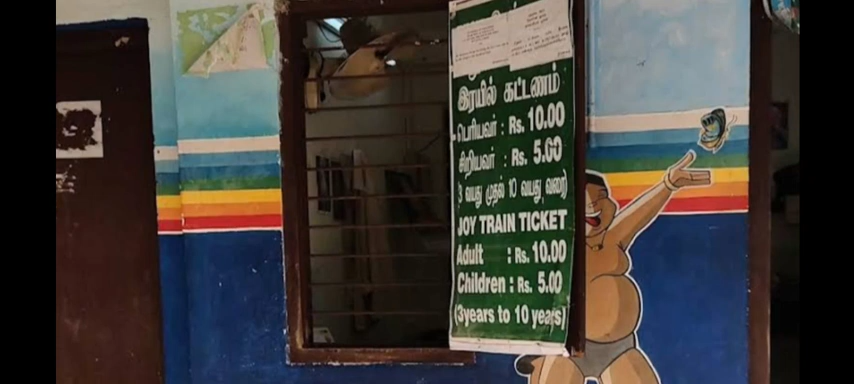 இரயில் கட்டணம்
பெரியவர் : Rs. 10.00
சிறியவர் : Rs. 5.00
(3 வயது முதல் 10 வயது வரை)
JOY TRAIN TICKET
Adult : Rs. 10.00
Children : Rs. 5.00
(3years to 10 years)